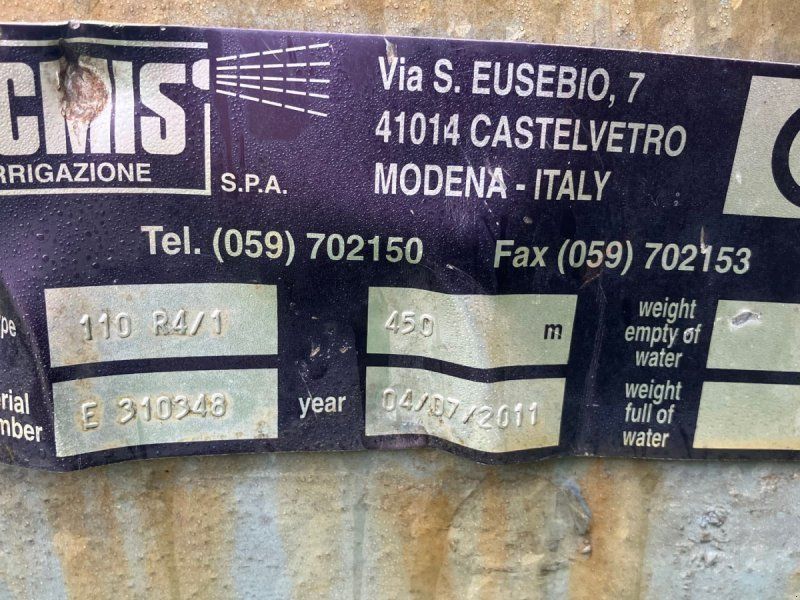 CMIS
RRIGAZIONE
S.P.A.
Via S. EUSEBIO, 7
41014 CASTELVETRO
MODENA - ITALY
Tel. (059) 702150 Fax (059) 702153
pe 110 R4/1 450 m
weight
empty of
water
erial
mber E 310348 year 04/07/2011
weight
full of
water